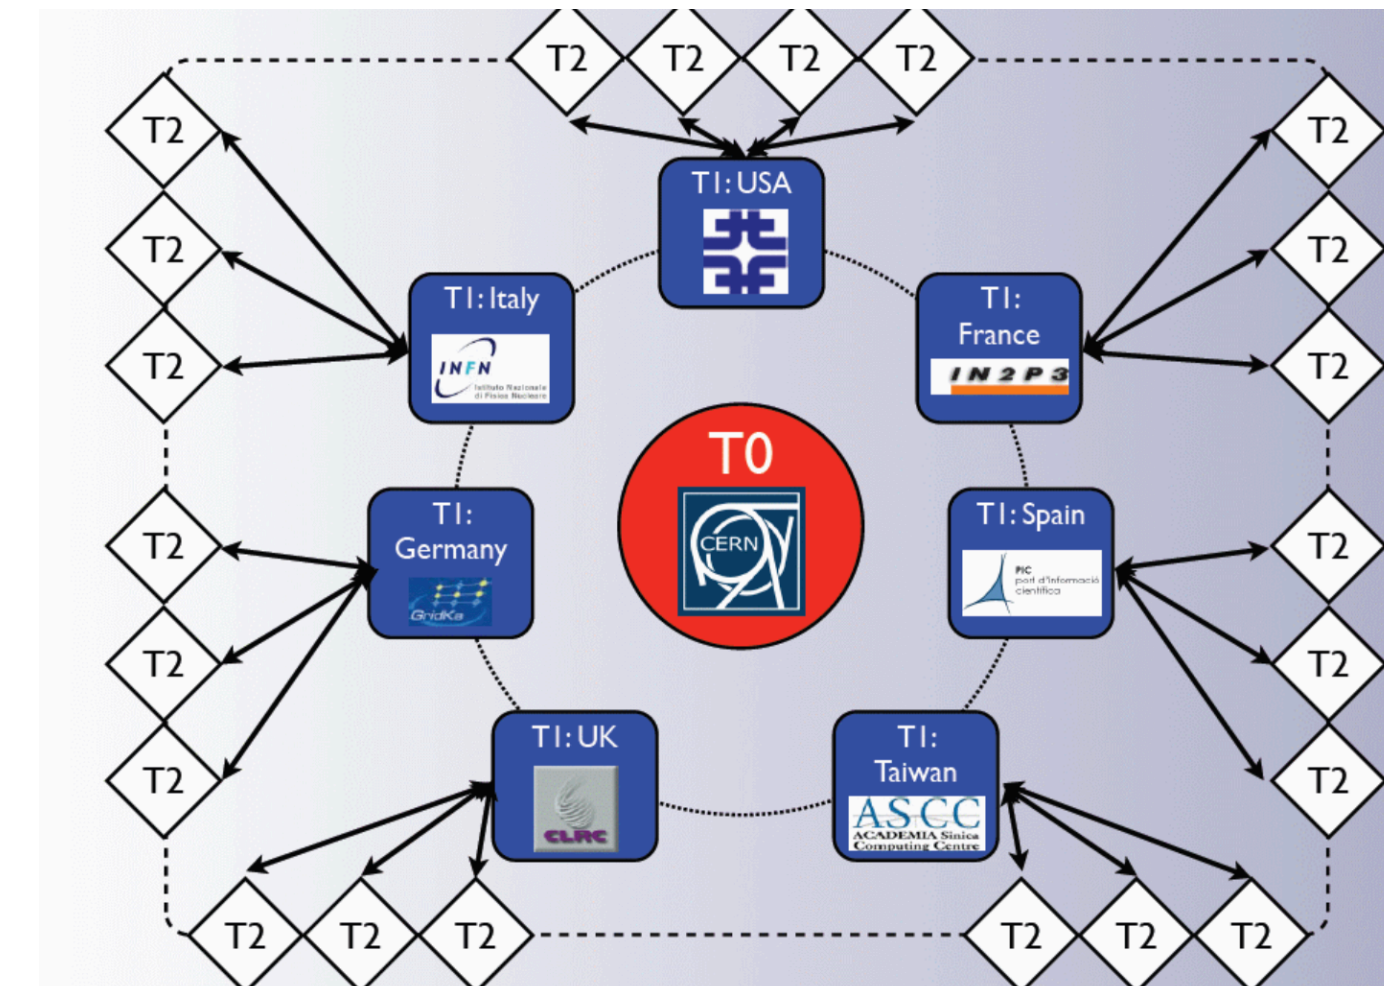 T2 T2 T2 T2
T2
T2
T1: USA
T2
T2
T1: Italy
INFN
Istituto Nazionale
di Fisica Nucleare
T1:
France
IN2P3
T2
T2
T0
CERN
T2
T1:
Germany
GridKa
T1: Spain
PIC
port d'informació
científica
T2
T2
T2
T2
T2
T1: UK
CLRC
T1:
Taiwan
ASCC
ACADEMIA Sinica
Computing Centre
T2 T2 T2
T2 T2 T2